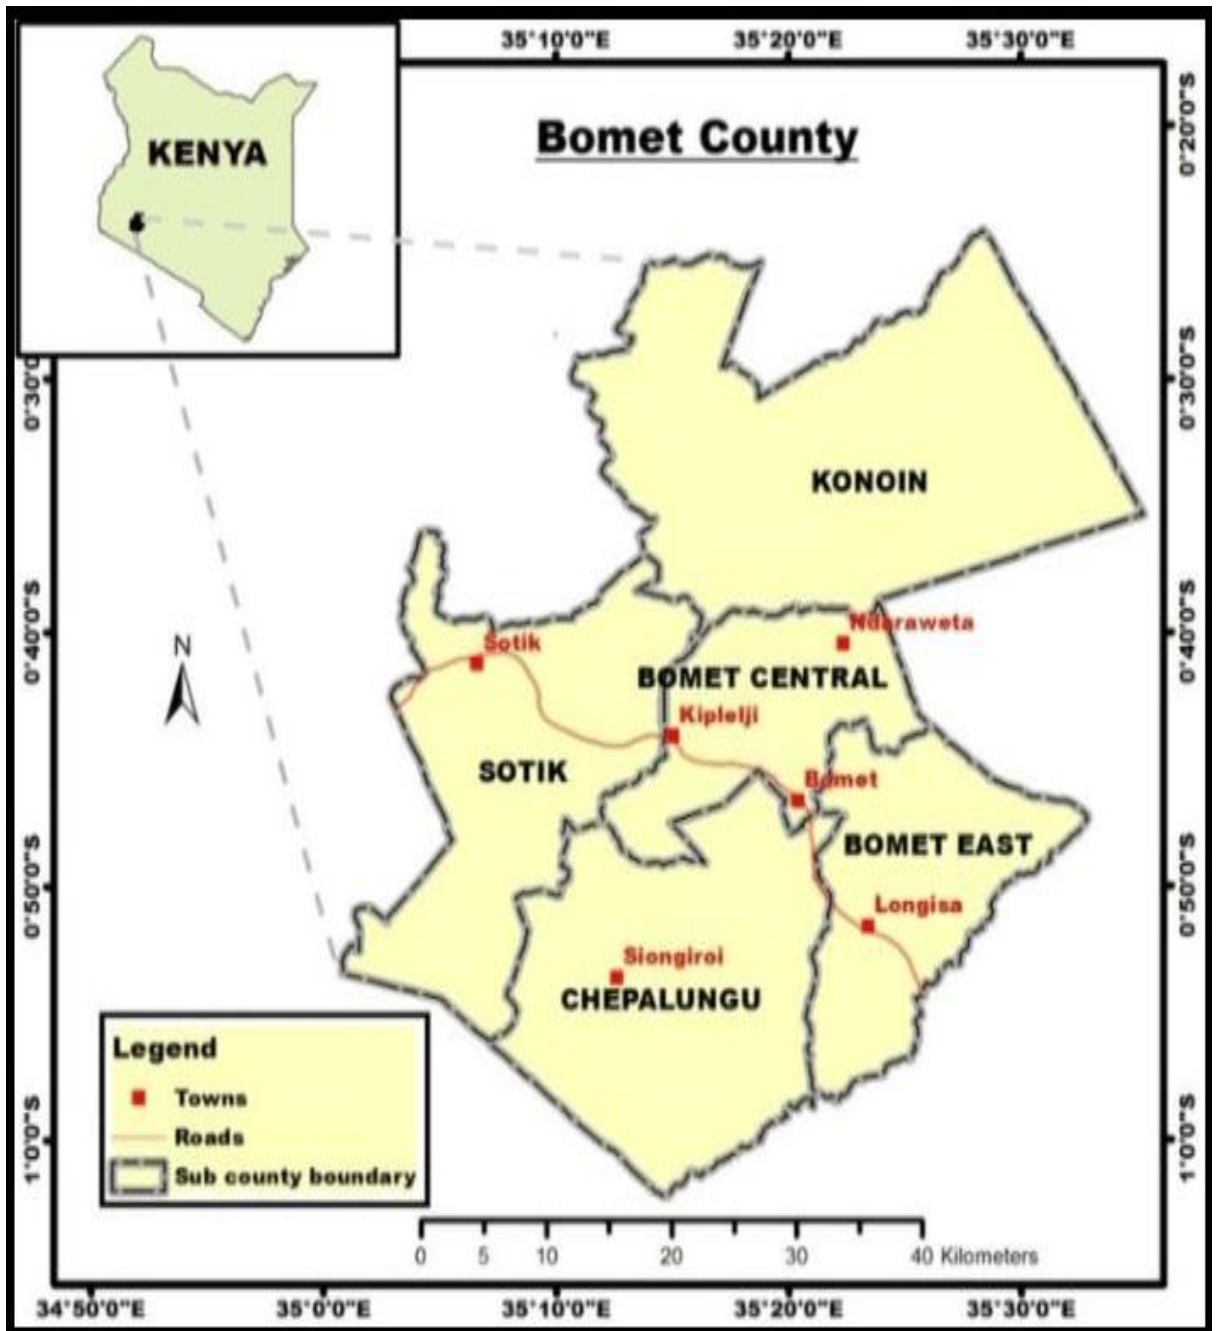 35°10'0"E 35°20'0"E 35°30'0"E
KENYA
Bomet County
0°20'0"S
0°30'0"S
0°30'0"S
KONOIN
0°40'0"S
0°40'0"S
N
Sotik
Ndaraweta
BOMET CENTRAL
Kiplelji
SOTIK
Bomet
BOMET EAST
0°50'0"S
0°50'0"S
Longisa
Siongiroi
CHEPALUNGU
Legend
Towns
Roads
Sub county boundary
1°0'0"S
1°0'0"S
0 5 10 20 30 40 Kilometers
34°50'0"E 35°0'0"E 35°10'0"E 35°20'0"E 35°30'0"E